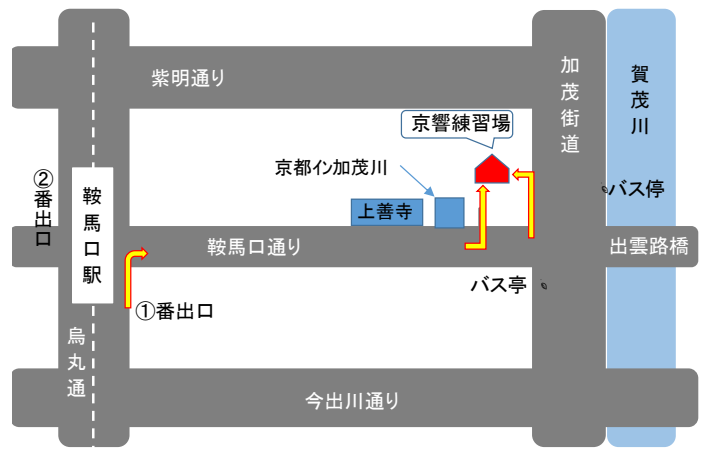 紫明通り
加茂街道
賀茂川
京響練習場
京都イン加茂川
②番出口
鞍馬口駅
バス停
上善寺
鞍馬口通り
出雲路橋
バス亭
①番出口
烏丸通
今出川通り